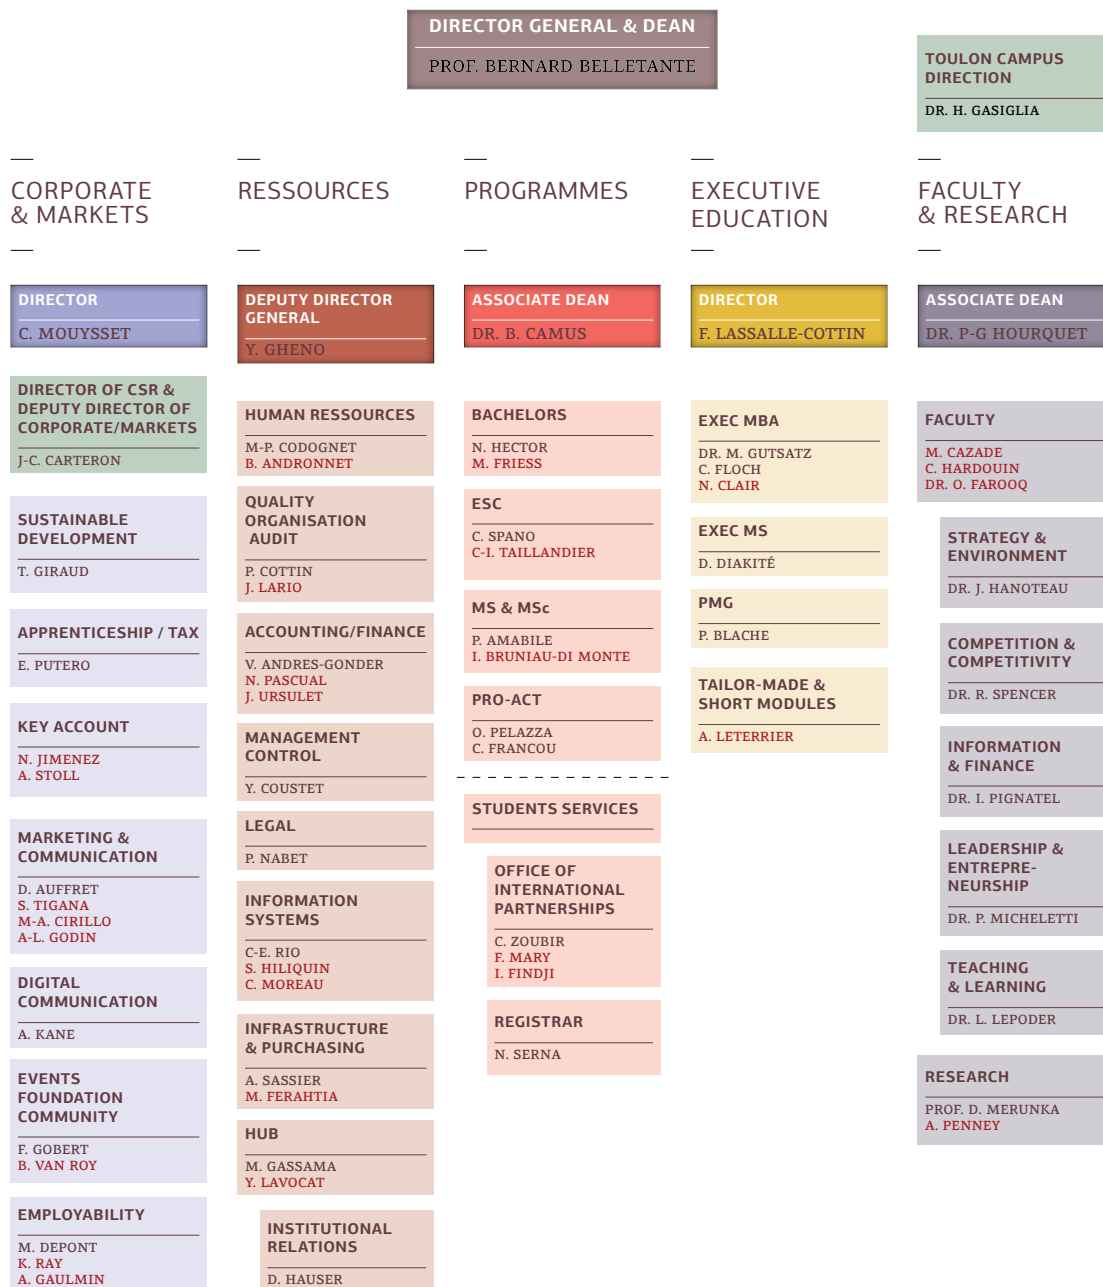 DIRECTOR GENERAL & DEAN
PROF. BERNARD BELLETANTE
TOULON CAMPUS
DIRECTION
DR. H. GASIGLIA
CORPORATE
& MARKETS
DIRECTOR
C. MOUYSSET
DIRECTOR OF CSR &
DEPUTY DIRECTOR OF
CORPORATE/MARKETS
J-C. CARTERON
SUSTAINABLE
DEVELOPMENT
T. GIRAUD
APPRENTICESHIP / TAX
E. PUTERO
KEY ACCOUNT
N. JIMENEZ
A. STOLL
MARKETING &
COMMUNICATION
D. AUFFRET
S. TIGANA
M-A. CIRILLO
A-L. GODIN
DIGITAL
COMMUNICATION
A. KANE
EVENTS
FOUNDATION
COMMUNITY
F. GOBERT
B. VAN ROY
EMPLOYABILITY
M. DEPONT
K. RAY
A. GAULMIN
RESSOURCES
DEPUTY DIRECTOR
GENERAL
Y. GHENO
HUMAN RESSOURCES
M-P. CODOGNET
B. ANDRONNET
QUALITY
ORGANISATION
AUDIT
P. COTTIN
J. LARIO
ACCOUNTING/FINANCE
V. ANDRES-GONDER
N. PASCUAL
J. URSULET
MANAGEMENT
CONTROL
Y. COUSTET
LEGAL
P. NABET
INFORMATION
SYSTEMS
C-E. RIO
S. HILIQUIN
C. MOREAU
INFRASTRUCTURE
& PURCHASING
A. SASSIER
M. FERAHTIA
HUB
M. GASSAMA
Y. LAVOCAT
INSTITUTIONAL
RELATIONS
D. HAUSER
PROGRAMMES
ASSOCIATE DEAN
DR. B. CAMUS
BACHELORS
N. HECTOR
M. FRIESS
ESC
C. SPANO
C-I. TAILLANDIER
MS & MSc
P. AMABILE
I. BRUNIAU-DI MONTE
PRO-ACT
O. PELAZZA
C. FRANCOU
STUDENTS SERVICES
OFFICE OF
INTERNATIONAL
PARTNERSHIPS
C. ZOUBIR
F. MARY
I. FINDJI
REGISTRAR
N. SERNA
EXECUTIVE
EDUCATION
DIRECTOR
F. LASSALLE-COTTIN
EXEC MBA
DR. M. GUTSATZ
C. FLOCH
N. CLAIR
EXEC MS
D. DIAKITÉ
PMG
P. BLACHE
TAILOR-MADE &
SHORT MODULES
A. LETERRIER
FACULTY
& RESEARCH
ASSOCIATE DEAN
DR. P-G HOURQUET
FACULTY
M. CAZADE
C. HARDOUIN
DR. O. FAROOQ
STRATEGY &
ENVIRONMENT
DR. J. HANOTEAU
COMPETITION &
COMPETITIVITY
DR. R. SPENCER
INFORMATION
& FINANCE
DR. I. PIGNATEL
LEADERSHIP &
ENTREPRE-
NEURSHIP
DR. P. MICHELETTI
TEACHING
& LEARNING
DR. L. LEPODER
RESEARCH
PROF. D. MERUNKA
A. PENNEY